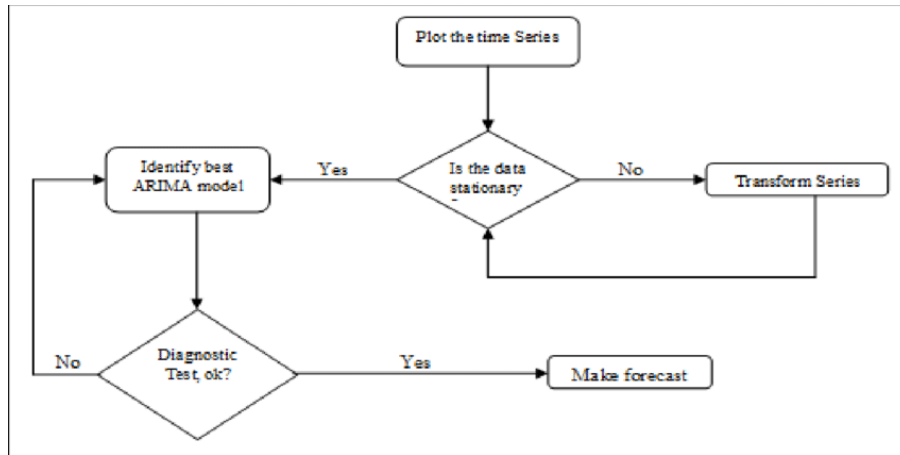 Plot the time Series
Identify best
ARIMA model
Yes
Is the data
stationary
No
Transform Series
No
Diagnostic
Test, ok?
Yes
Make forecast